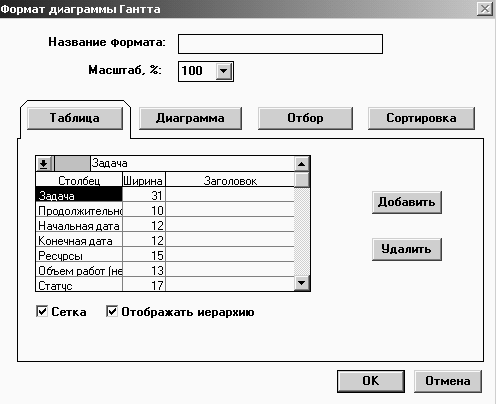 Формат диаграммы Гантта
Название формата:
Масштаб, %: 100
Таблица Диаграмма Отбор Сортировка
Задача
Столбец Ширина Заголовок
Задача 31
Продолжительно 10
Начальная дата 12
Конечная дата 12
Ресурсы 15
Объем работ (не 13
Статус 17
Добавить
Удалить
Сетка Отображать иерархию
OK Отмена